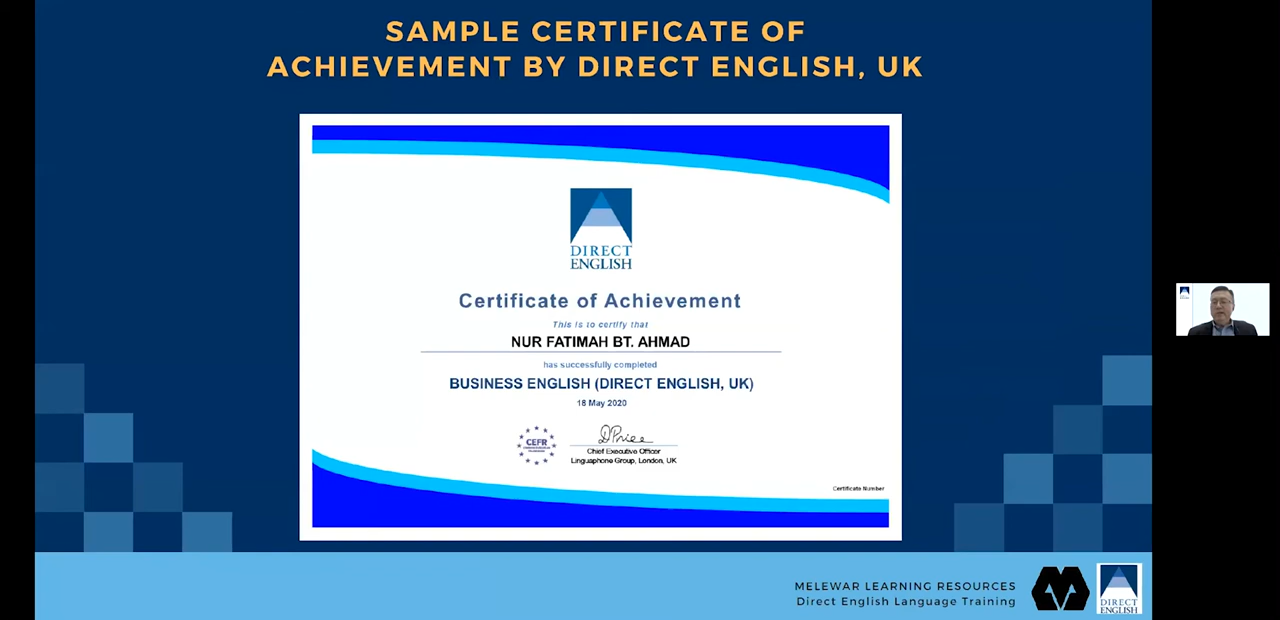 SAMPLE CERTIFICATE OF
ACHIEVEMENT BY DIRECT ENGLISH, UK
DIRECT
ENGLISH
Certificate of Achievement
This is to certify that
NUR FATIMAH BT. AHMAD
has successfully completed
BUSINESS ENGLISH (DIRECT ENGLISH, UK)
18 May 2020
CEFR
Chief Executive Officer
Linguaphone Group, London, UK
Certificate Number
MELEWAR LEARNING RESOURCES
Direct English Language Training
DIRECT
ENGLISH